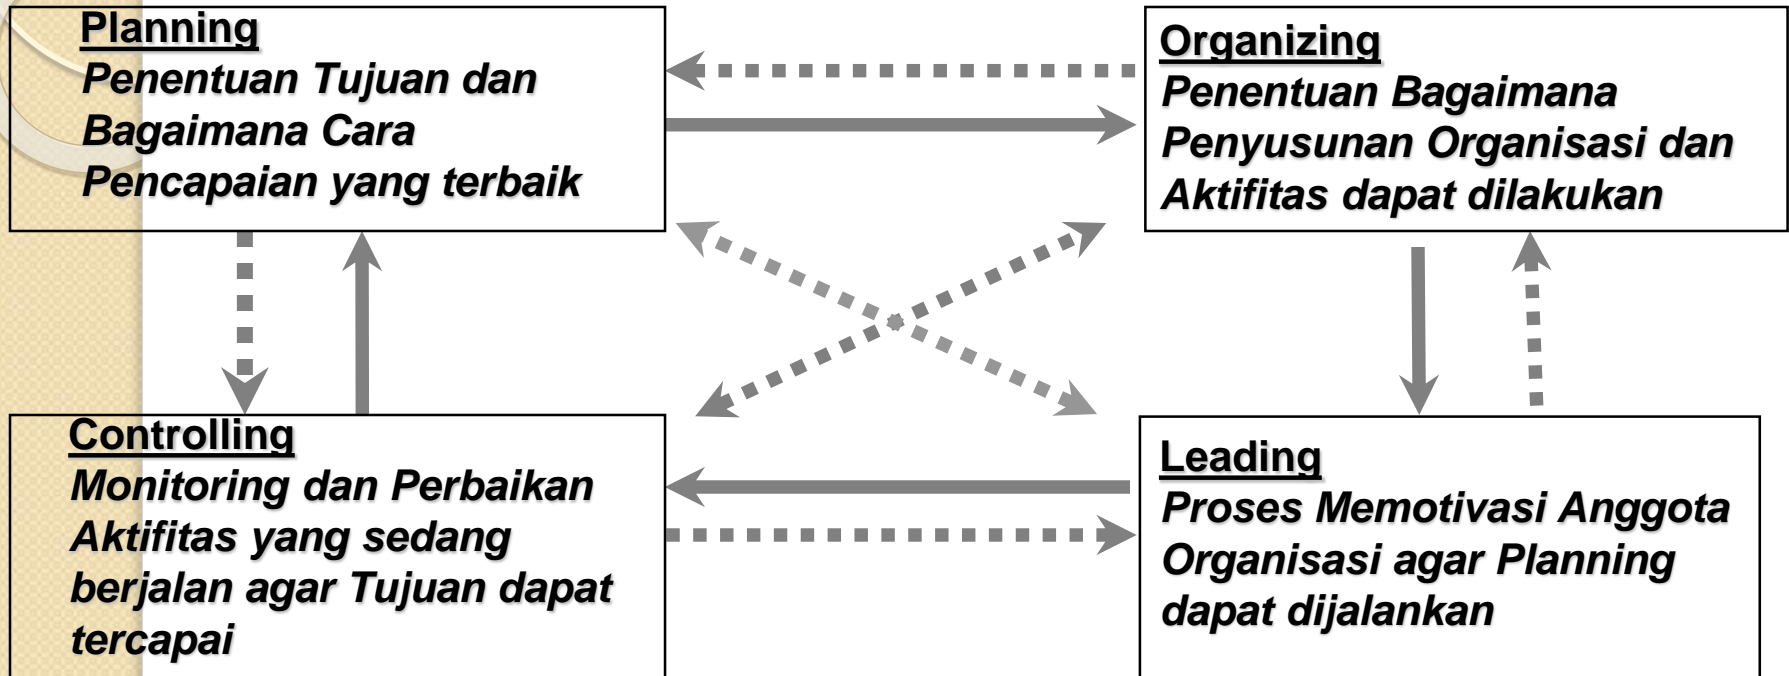 Planning
Penentuan Tujuan dan
Bagaimana Cara
Pencapaian yang terbaik
Organizing
Penentuan Bagaimana
Penyusunan Organisasi dan
Aktifitas dapat dilakukan
Controlling
Monitoring dan Perbaikan
Aktifitas yang sedang
berjalan agar Tujuan dapat
tercapai
Leading
Proses Memotivasi Anggota
Organisasi agar Planning
dapat dijalankan